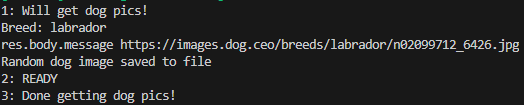 1: Will get dog pics!
Breed: labrador
res.body.message https://images.dog.ceo/breeds/labrador/n02099712_6426.jpg
Random dog image saved to file
2: READY
3: Done getting dog pics!